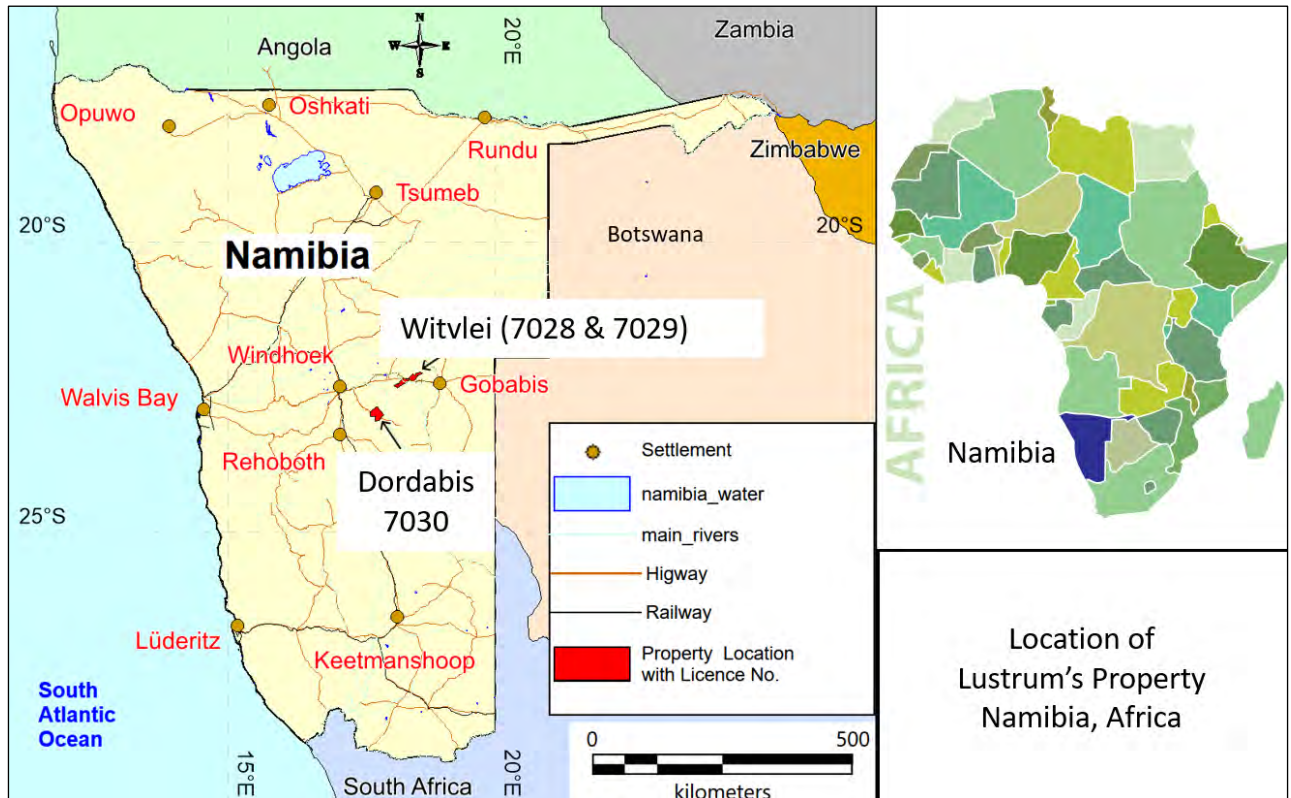 N
W E
S
20°E
Zambia
Angola
Opuwo
Oshkati
Rundu
Zimbabwe
Tsumeb
20°S
20°S
Namibia
Botswana
Witvlei (7028 & 7029)
Windhoek
Gobabis
Walvis Bay
Rehoboth
Dordabis
7030
25°S
Lüderitz
Keetmanshoop
South
Atlantic
Ocean
15°E
20°E
South Africa
Settlement
namibia_water
main_rivers
Higway
Railway
Property Location
with Licence No.
0 500
kilometers
AFRICA
Namibia
Location of
Lustrum's Property
Namibia, Africa